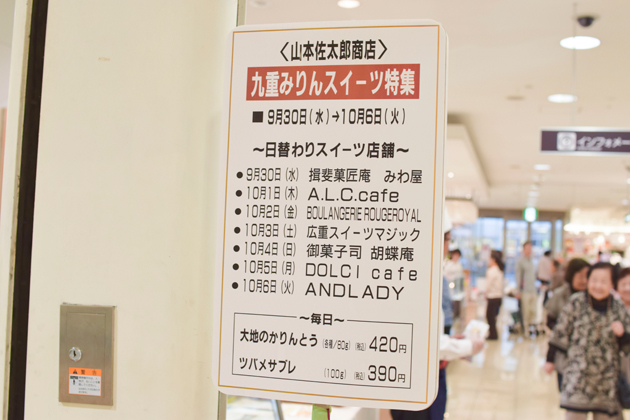 〈山本佐太郎商店〉
九重みりんスイーツ特集
■ 9月30日(水)→10月6日(火)
〜日替わりスイーツ店舗〜
●9月30日(水) 揖斐菓匠庵 みわ屋
●10月1日(木) A.L.C.cafe
●10月2日(金) BOULANGERIE ROUGEROYAL
●10月3日(土) 広重スイーツマジック
●10月4日(日) 御菓子司 胡蝶庵
●10月5日(月) DOLCI cafe
●10月6日(火) ANDLADY
〜毎日〜
大地のかりんとう (各種/80g) (税込) 420円
ツバメサブレ (100g) (税込) 390円
インフォメー